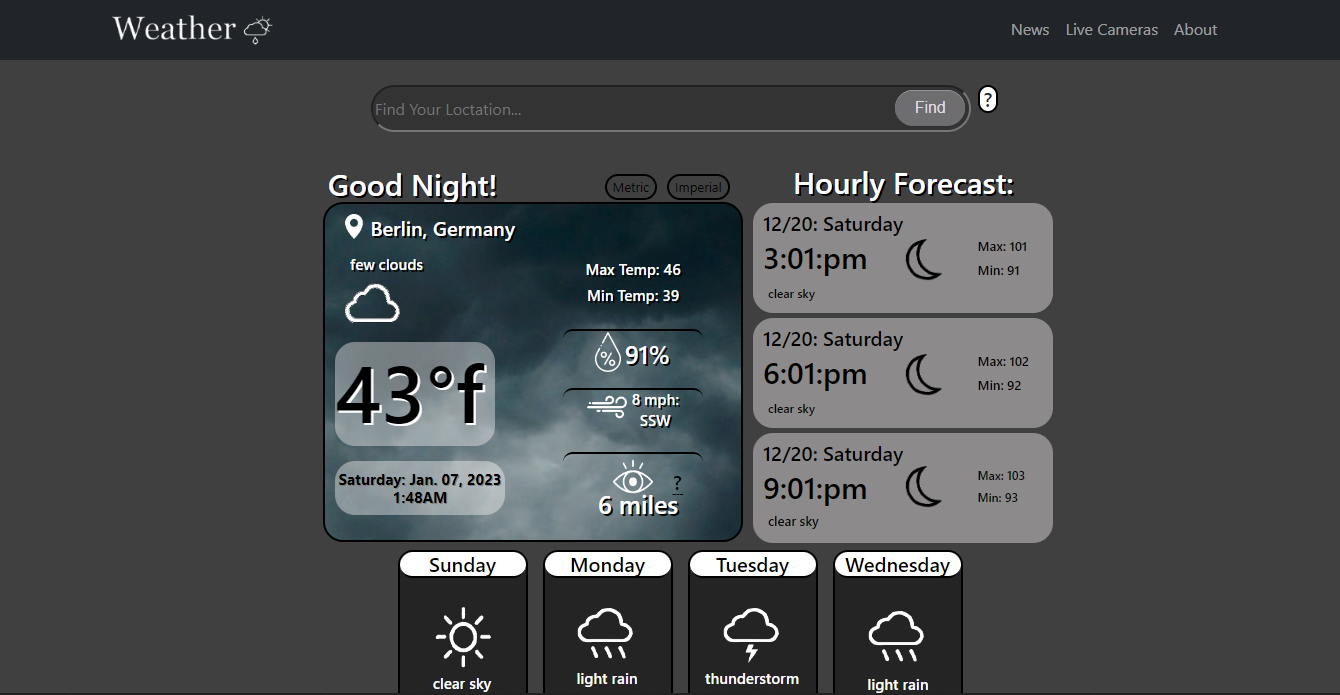 Weather
News Live Cameras About
Find Your Loctation...
Find
?
Good Night!
Metric
Imperial
Berlin, Germany
few clouds
43°f
Saturday: Jan. 07, 2023
1:48AM
Max Temp: 46
Min Temp: 39
%
91%
8 mph:
SSW
?
6 miles
Hourly Forecast:
12/20: Saturday
3:01:pm
clear sky
Max: 101
Min: 91
12/20: Saturday
6:01:pm
clear sky
Max: 102
Min: 92
12/20: Saturday
9:01:pm
clear sky
Max: 103
Min: 93
Sunday
clear sky
Monday
light rain
Tuesday
thunderstorm
Wednesday
light rain